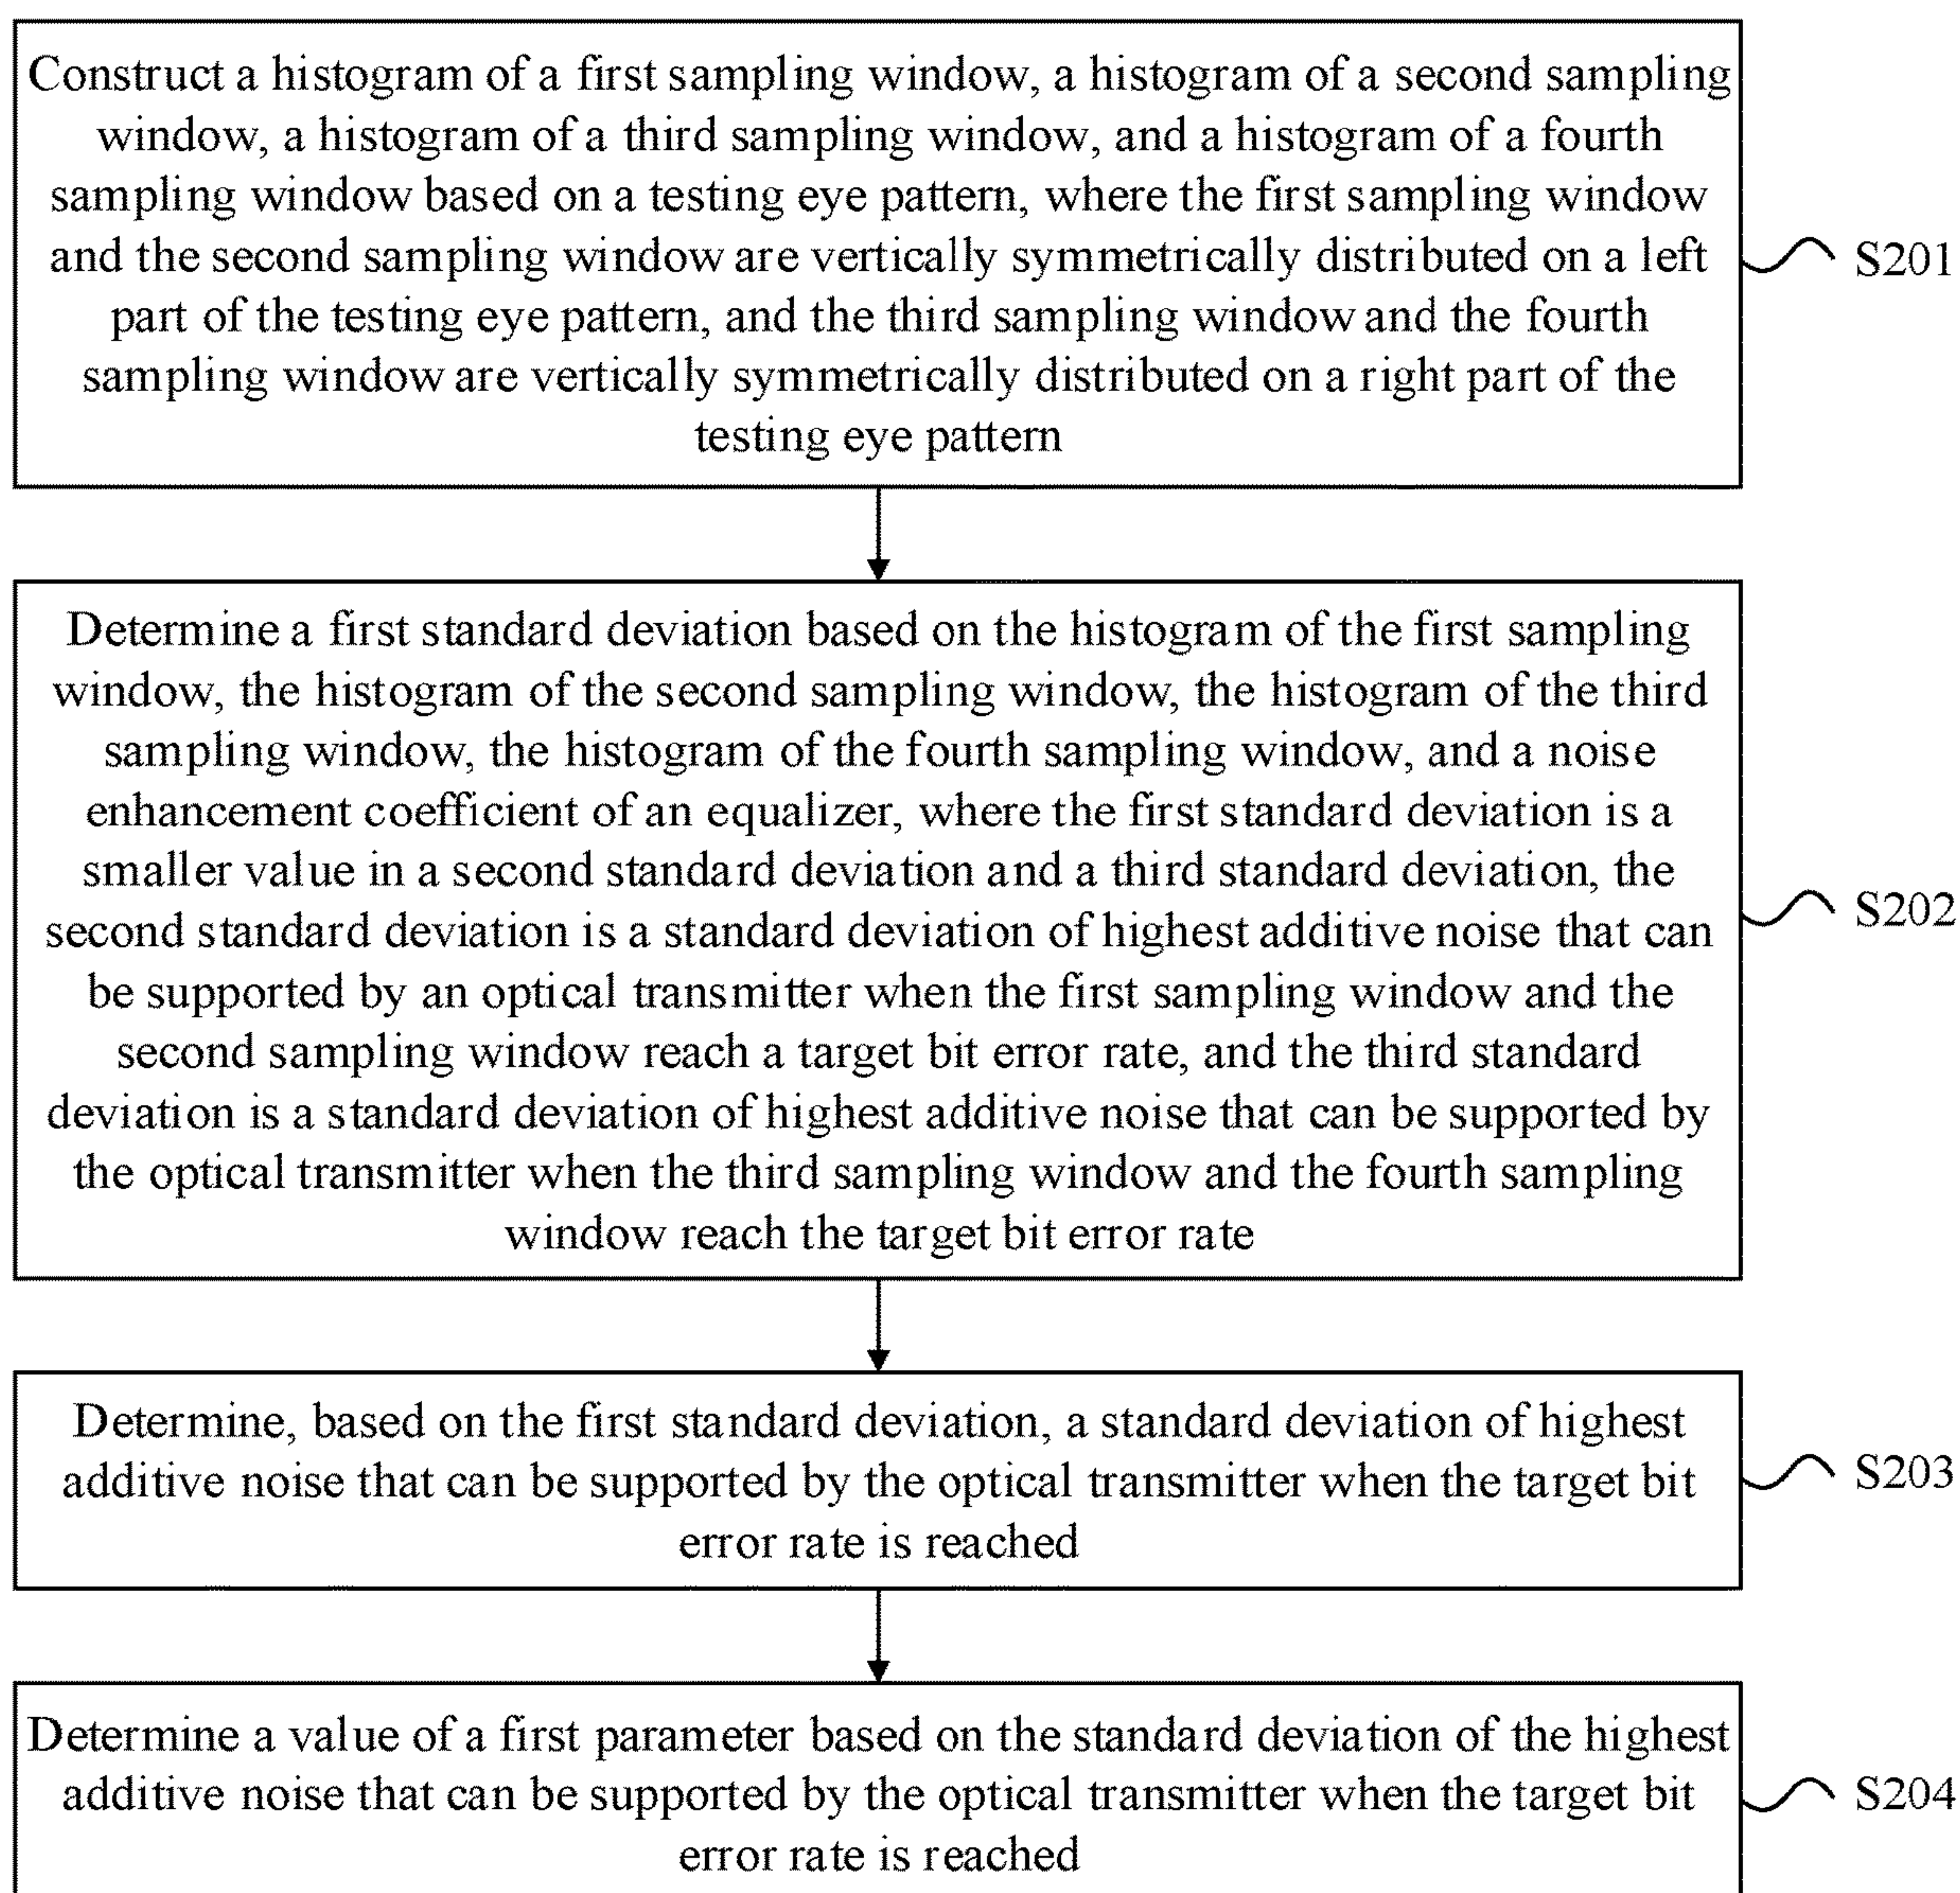 Construct a histogram of a first sampling window, a histogram of a second sampling
window, a histogram of a third sampling window, and a histogram of a fourth
sampling window based on a testing eye pattern, where the first sampling window
and the second sampling window are vertically symmetrically distributed on a left
part of the testing eye pattern, and the third sampling window and the fourth
sampling window are vertically symmetrically distributed on a right part of the
testing eye pattern
S201
Determine a first standard deviation based on the histogram of the first sampling
window, the histogram of the second sampling window, the histogram of the third
sampling window, the histogram of the fourth sampling window, and a noise
enhancement coefficient of an equalizer, where the first standard deviation is a
smaller value in a second standard deviation and a third standard deviation, the
second standard deviation is a standard deviation of highest additive noise that can
be supported by an optical transmitter when the first sampling window and the
second sampling window reach a target bit error rate, and the third standard
deviation is a standard deviation of highest additive noise that can be supported by
the optical transmitter when the third sampling window and the fourth sampling
window reach the target bit error rate
S202
Determine, based on the first standard deviation, a standard deviation of highest
additive noise that can be supported by the optical transmitter when the target bit
error rate is reached
S203
Determine a value of a first parameter based on the standard deviation of the highest
additive noise that can be supported by the optical transmitter when the target bit
error rate is reached
S204